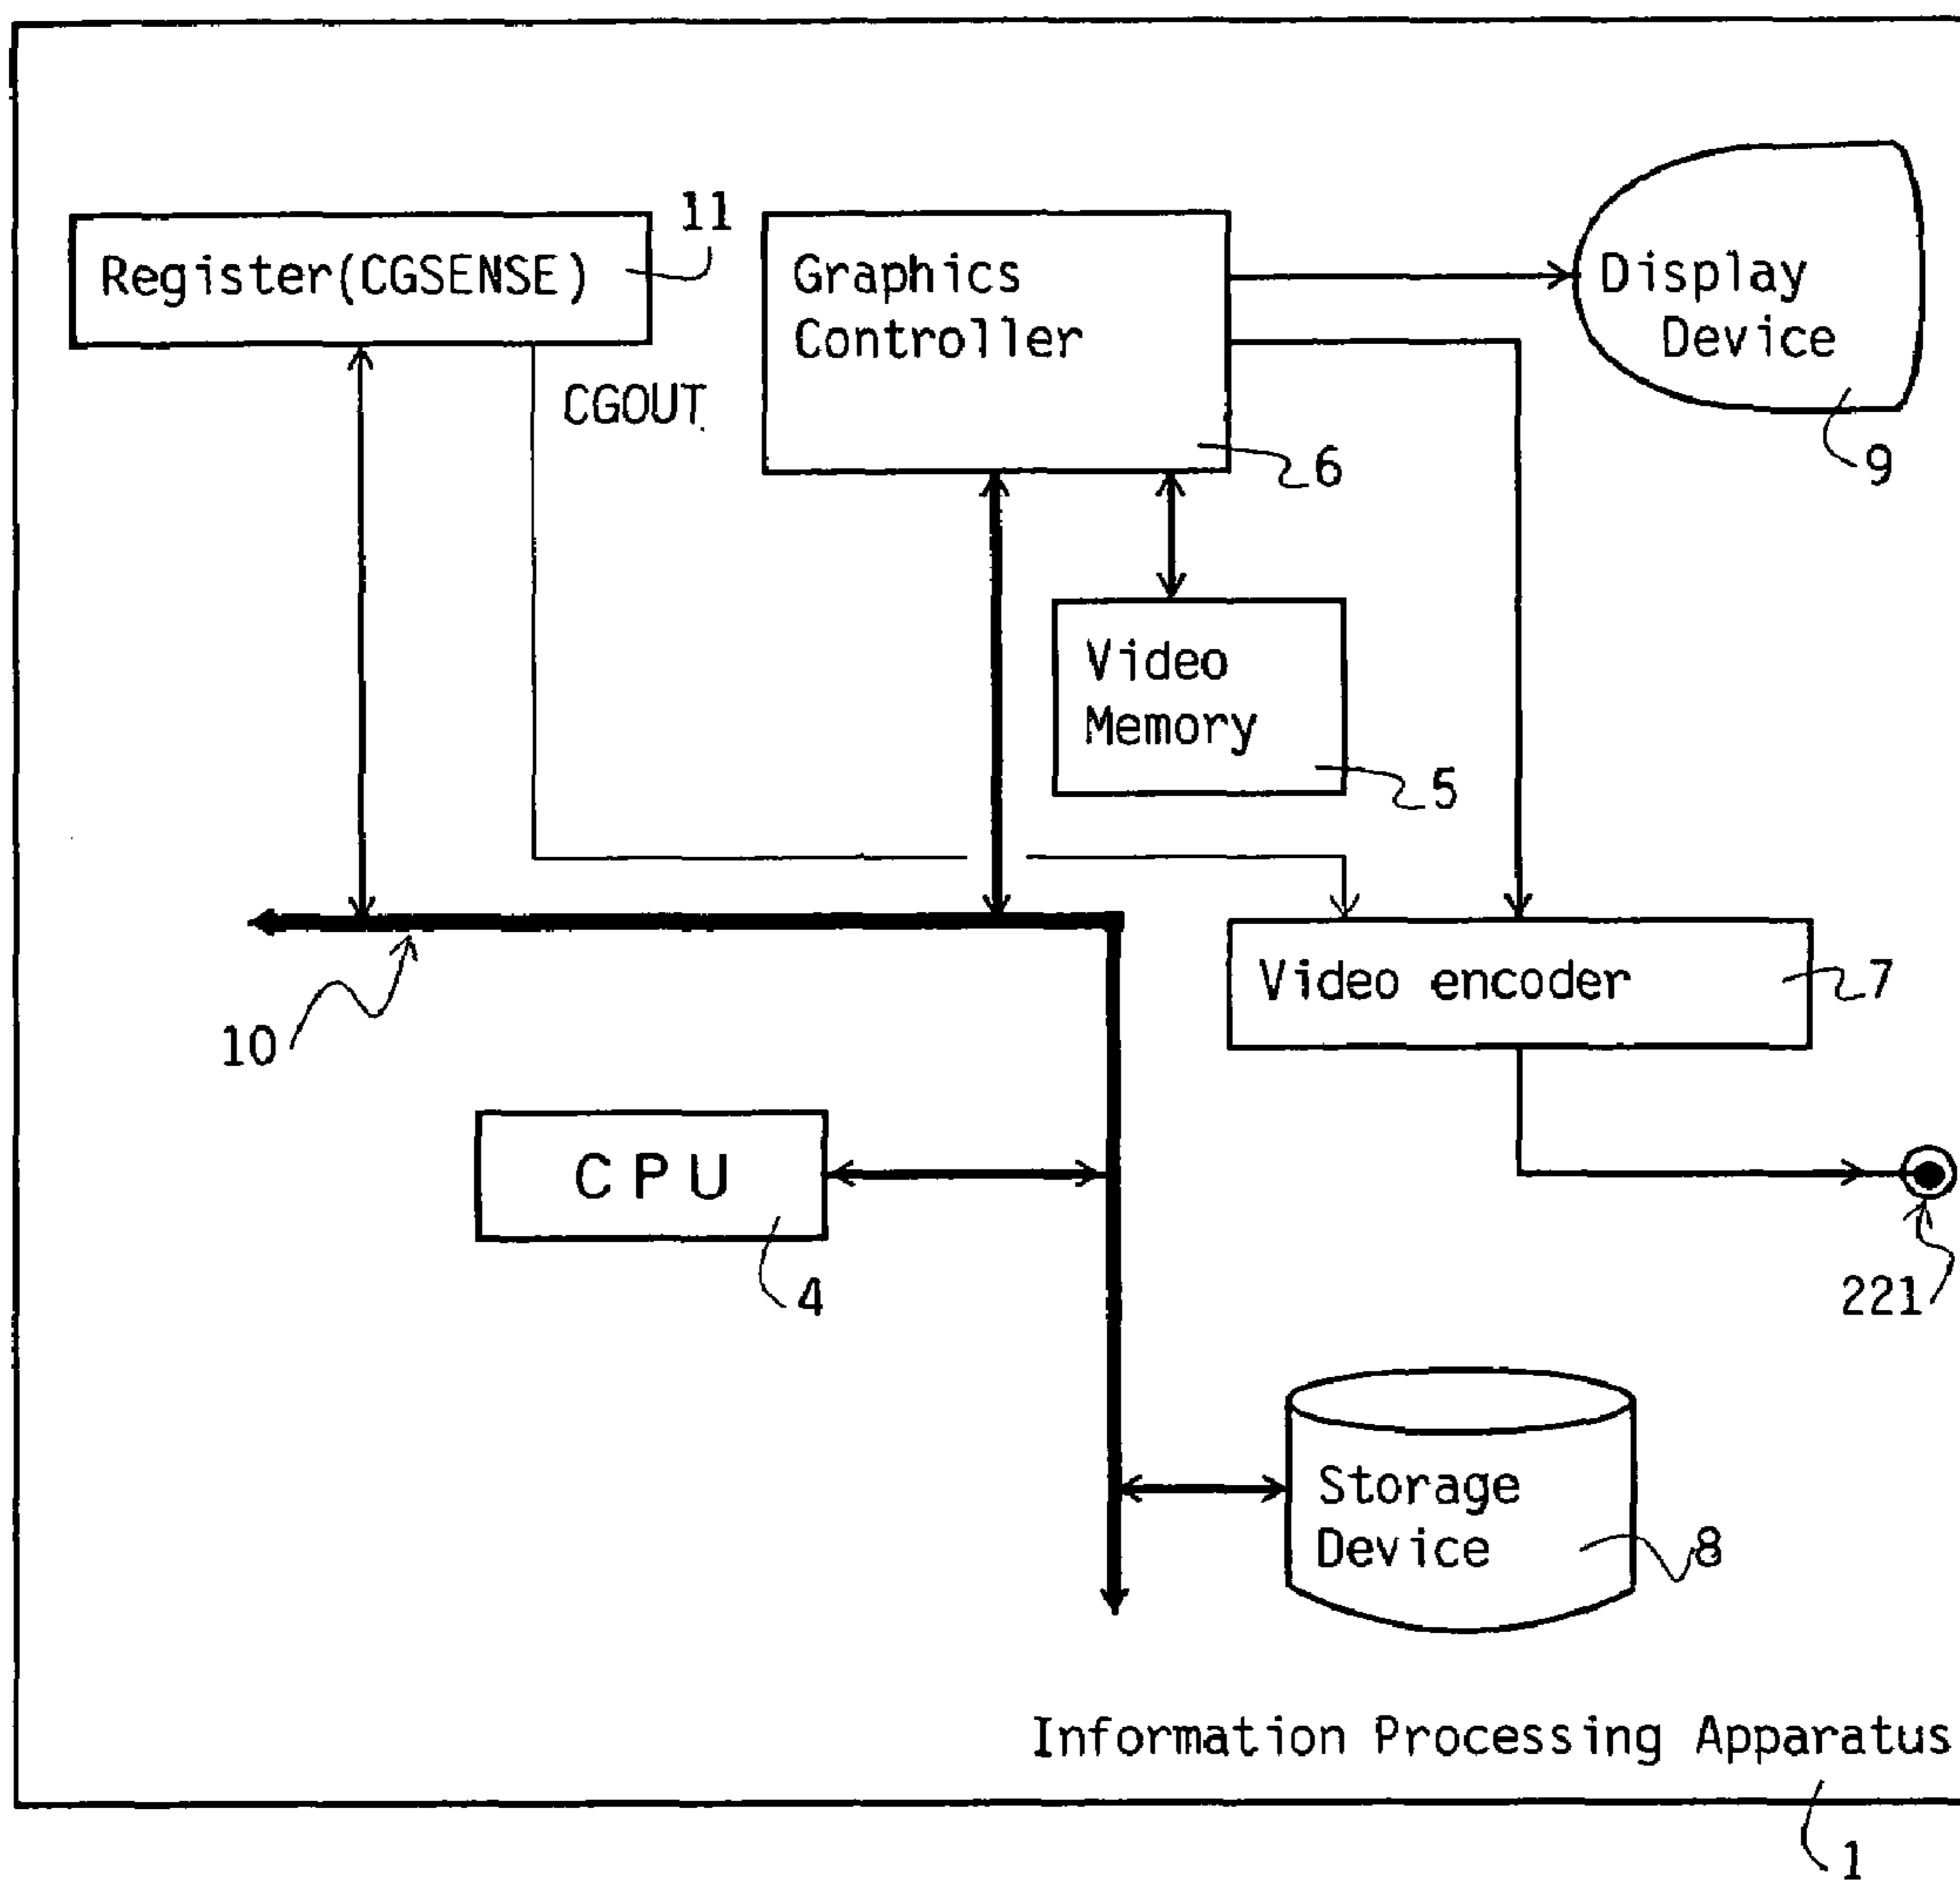 11
Register(CGSENSE)
Graphics
Controller
Display
Device
CGOUT
6
9
Video
Memory
5
Video encoder
7
10
CPU
4
221
Storage
Device
8
Information Processing Apparatus
1